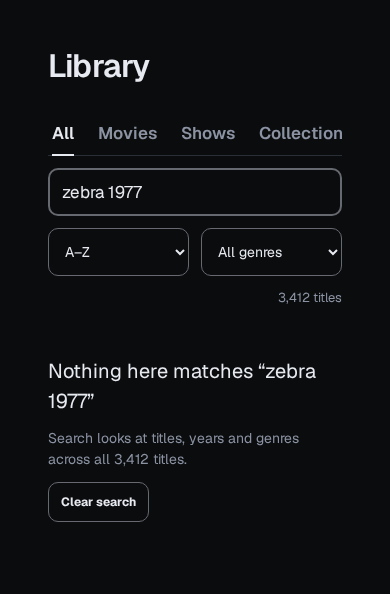 Library
All Movies Shows Collection
zebra 1977
A–Z All genres
3,412 titles
Nothing here matches “zebra
1977”
Search looks at titles, years and genres
across all 3,412 titles.
Clear search